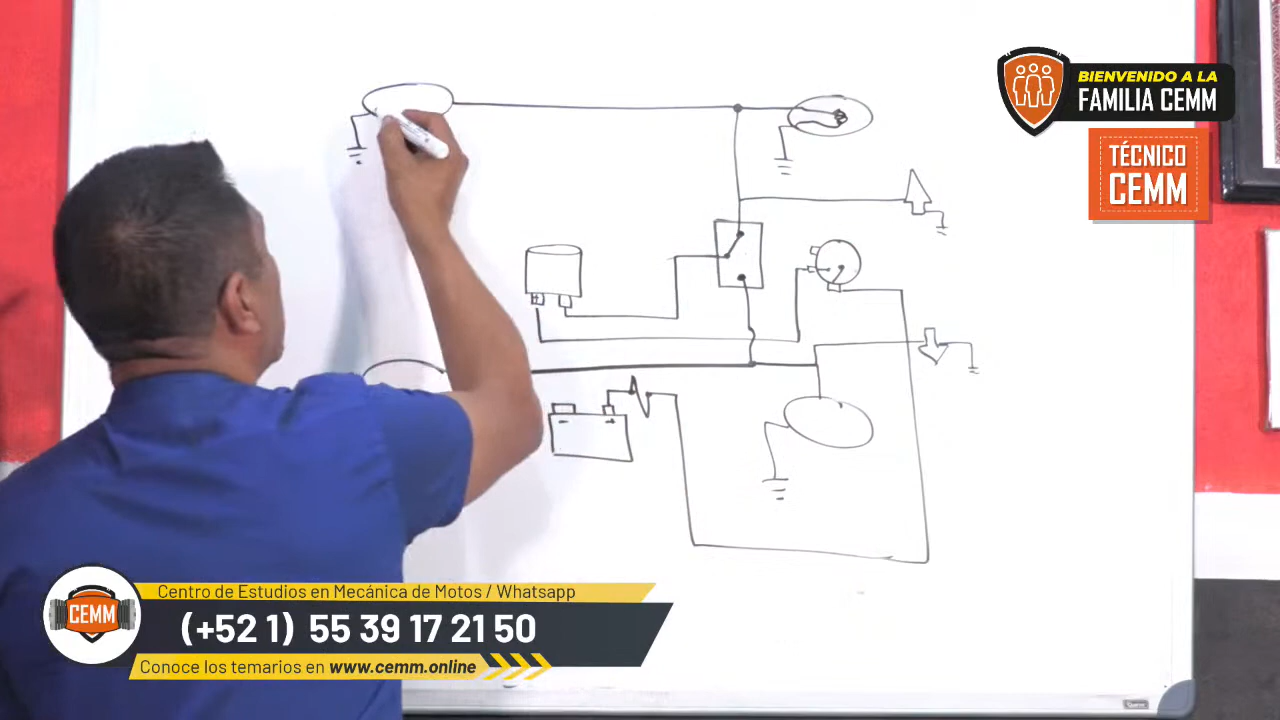 BIENVENIDO A LA
FAMILIA CEMM
TÉCNICO
CEMM
- +
CEMM
Centro de Estudios en Mecánica de Motos / Whatsapp
(+52 1) 55 39 17 21 50
Conoce los temarios en www.cemm.online